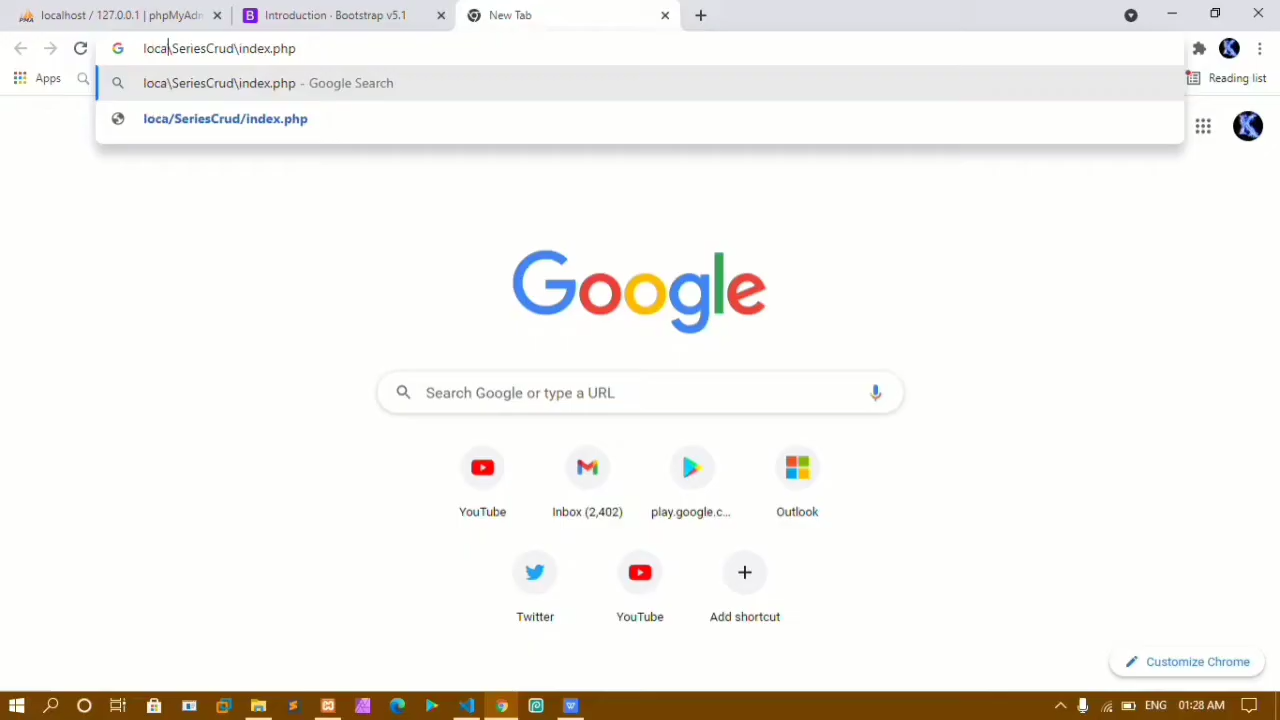 localhost / 127.0.0.1 | phpMyAdm
Introduction · Bootstrap v5.1
New Tab
loca\SeriesCrud\index.php
Apps
Reading list
loca\SeriesCrud\index.php - Google Search
loca/SeriesCrud/index.php
Google
Search Google or type a URL
YouTube
Inbox (2,402)
play.google.c...
Outlook
Twitter
YouTube
Add shortcut
Customize Chrome
ENG
01:28 AM